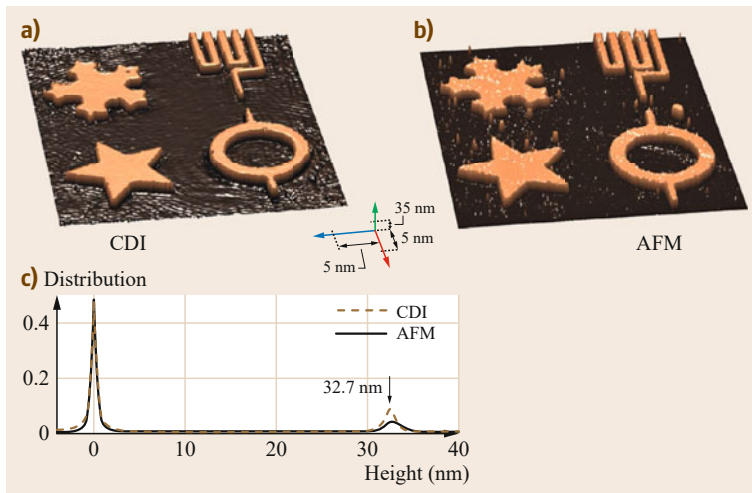 a)
b)
CDI
35 nm
5 nm
5 nm
AFM
c) Distribution
0.4
0.2
0
CDI
AFM
32.7 nm
0
10
20
30
40
Height (nm)